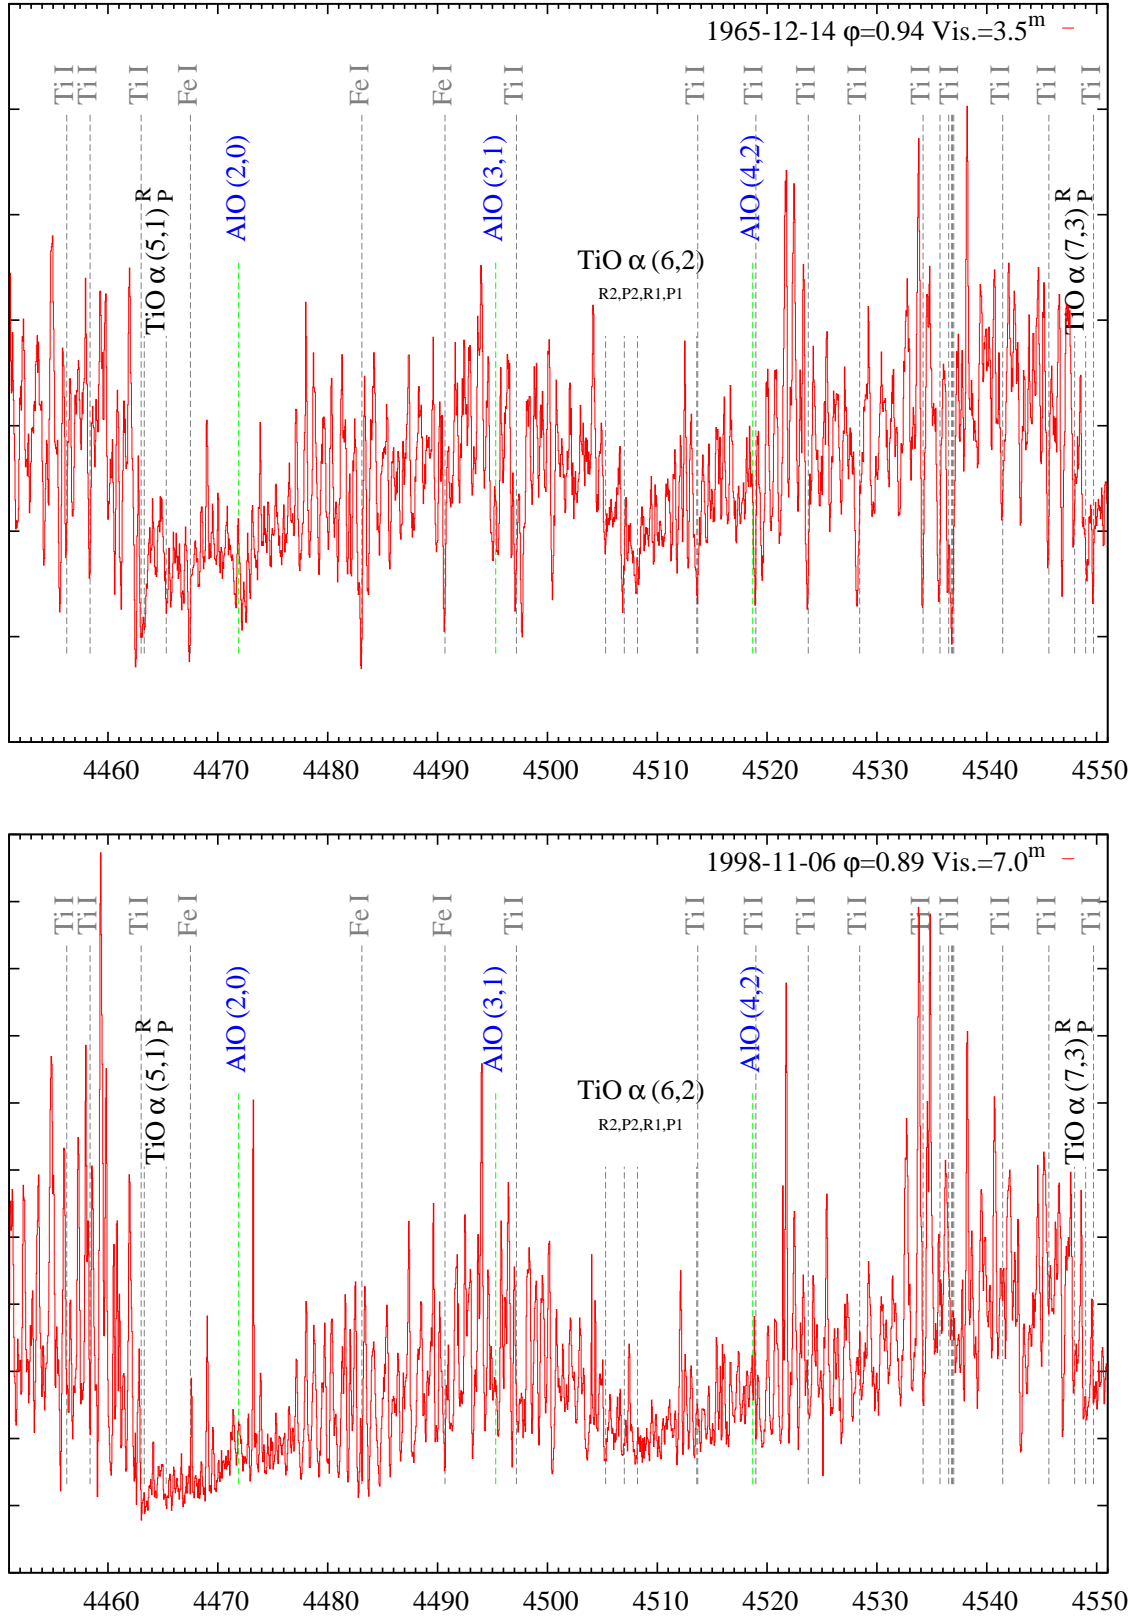 1965-12-14 φ=0.94 Vis.=3.5m
Ti I
Ti I
Ti I
Fe I
Fe I
Fe I
Ti I
Ti I
Ti I
Ti I
Ti I
Ti I
Ti I
Ti I
Ti I
Ti I
TiO α (5,1) R P
AlO (2,0)
AlO (3,1)
AlO (4,2)
TiO α (6,2)
R2,P2,R1,P1
TiO α (7,3) R P
4460 4470 4480 4490 4500 4510 4520 4530 4540 4550
1998-11-06 φ=0.89 Vis.=7.0m
Ti I
Ti I
Ti I
Fe I
Fe I
Fe I
Ti I
Ti I
Ti I
Ti I
Ti I
Ti I
Ti I
Ti I
Ti I
Ti I
TiO α (5,1) R P
AlO (2,0)
AlO (3,1)
AlO (4,2)
TiO α (6,2)
R2,P2,R1,P1
TiO α (7,3) R P
4460 4470 4480 4490 4500 4510 4520 4530 4540 4550